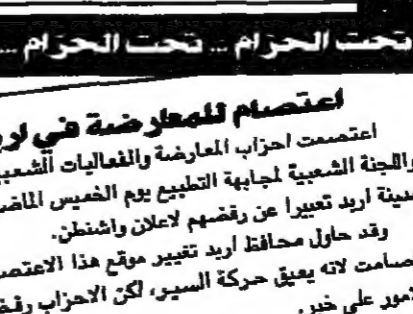 تحت الحزام ... تحت الحزام ...
اعتصام للمعارضة في
اعتصمت احزاب المعارضة والفعاليات الشعبية
واللجنة الشعبية لمجابهة التطبيع يوم الخميس الماضي
مدينة اربد تعبيرا عن رفضهم لاعلان واشنطن.
وقد حاول محافظ اربد تغيير موقع هذا الاعتصام
لانه يعيق حركة السير، لكن الاحزاب
على خير.